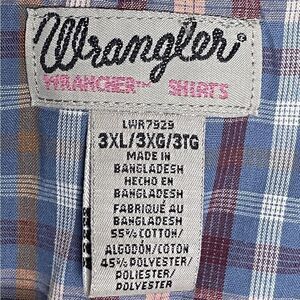 Wrangler®
WRANCHER™ SHIRTS
LWR7929
3XL/3XG/3TG
MADE IN
BANGLADESH
HECHO EN
BANGLADESH
FABRIQUÉ AU
BANGLADESH
55% COTTON/
ALGODÓN/COTON
45% POLYESTER/
POLIESTER/
POLYESTER